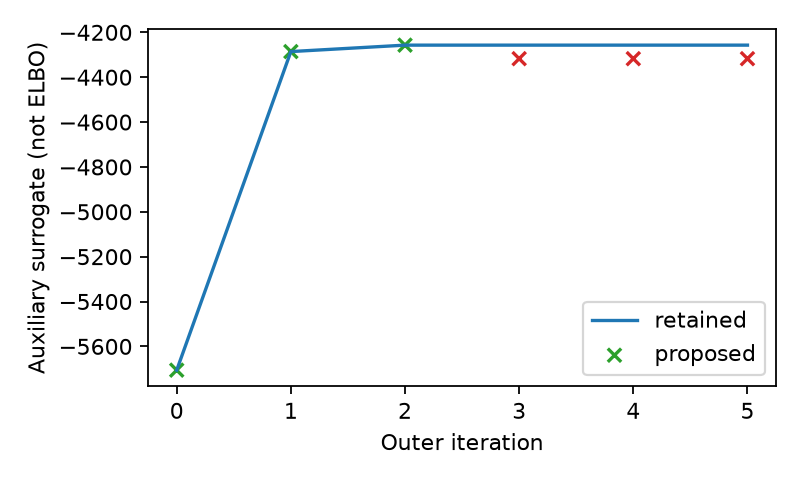 Auxiliary surrogate (not ELBO)
−4200
−4400
−4600
−4800
−5000
−5200
−5400
−5600
retained
proposed
0 1 2 3 4 5
Outer iteration